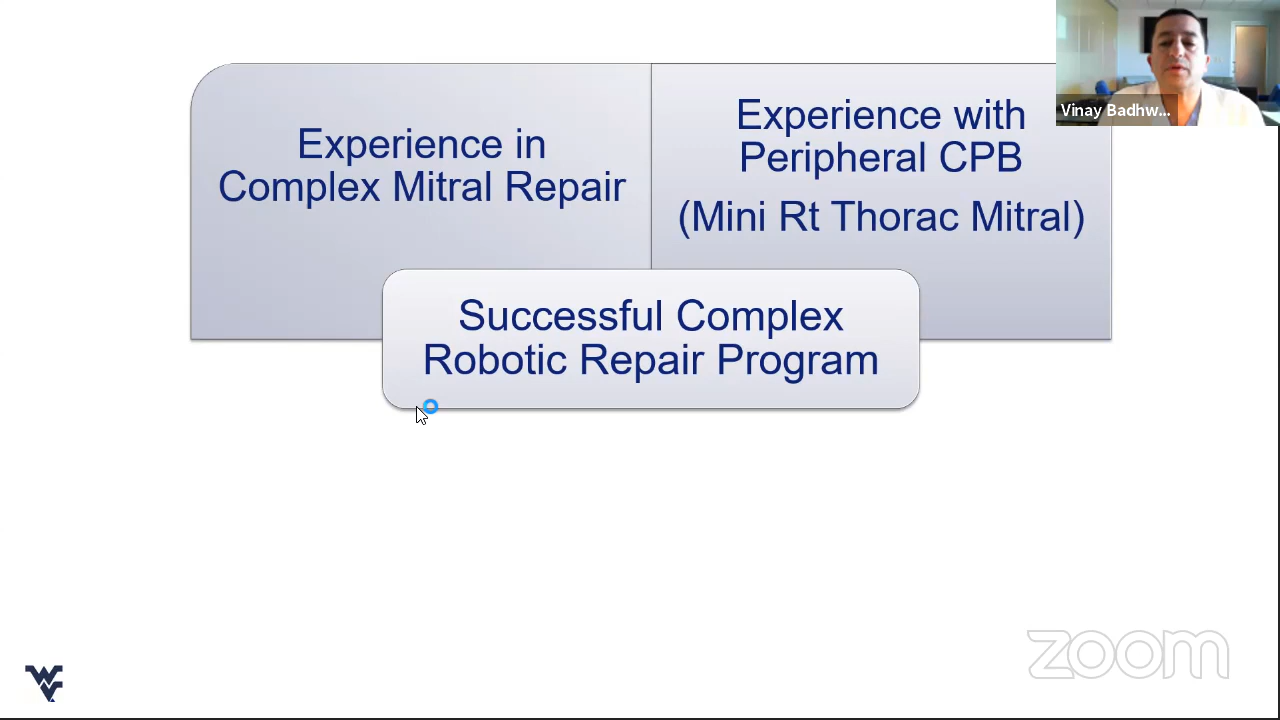 Experience in
Complex Mitral Repair
Experience with
Peripheral CPB
(Mini Rt Thorac Mitral)
Successful Complex
Robotic Repair Program
Vinay Badhw...
zoom
WV